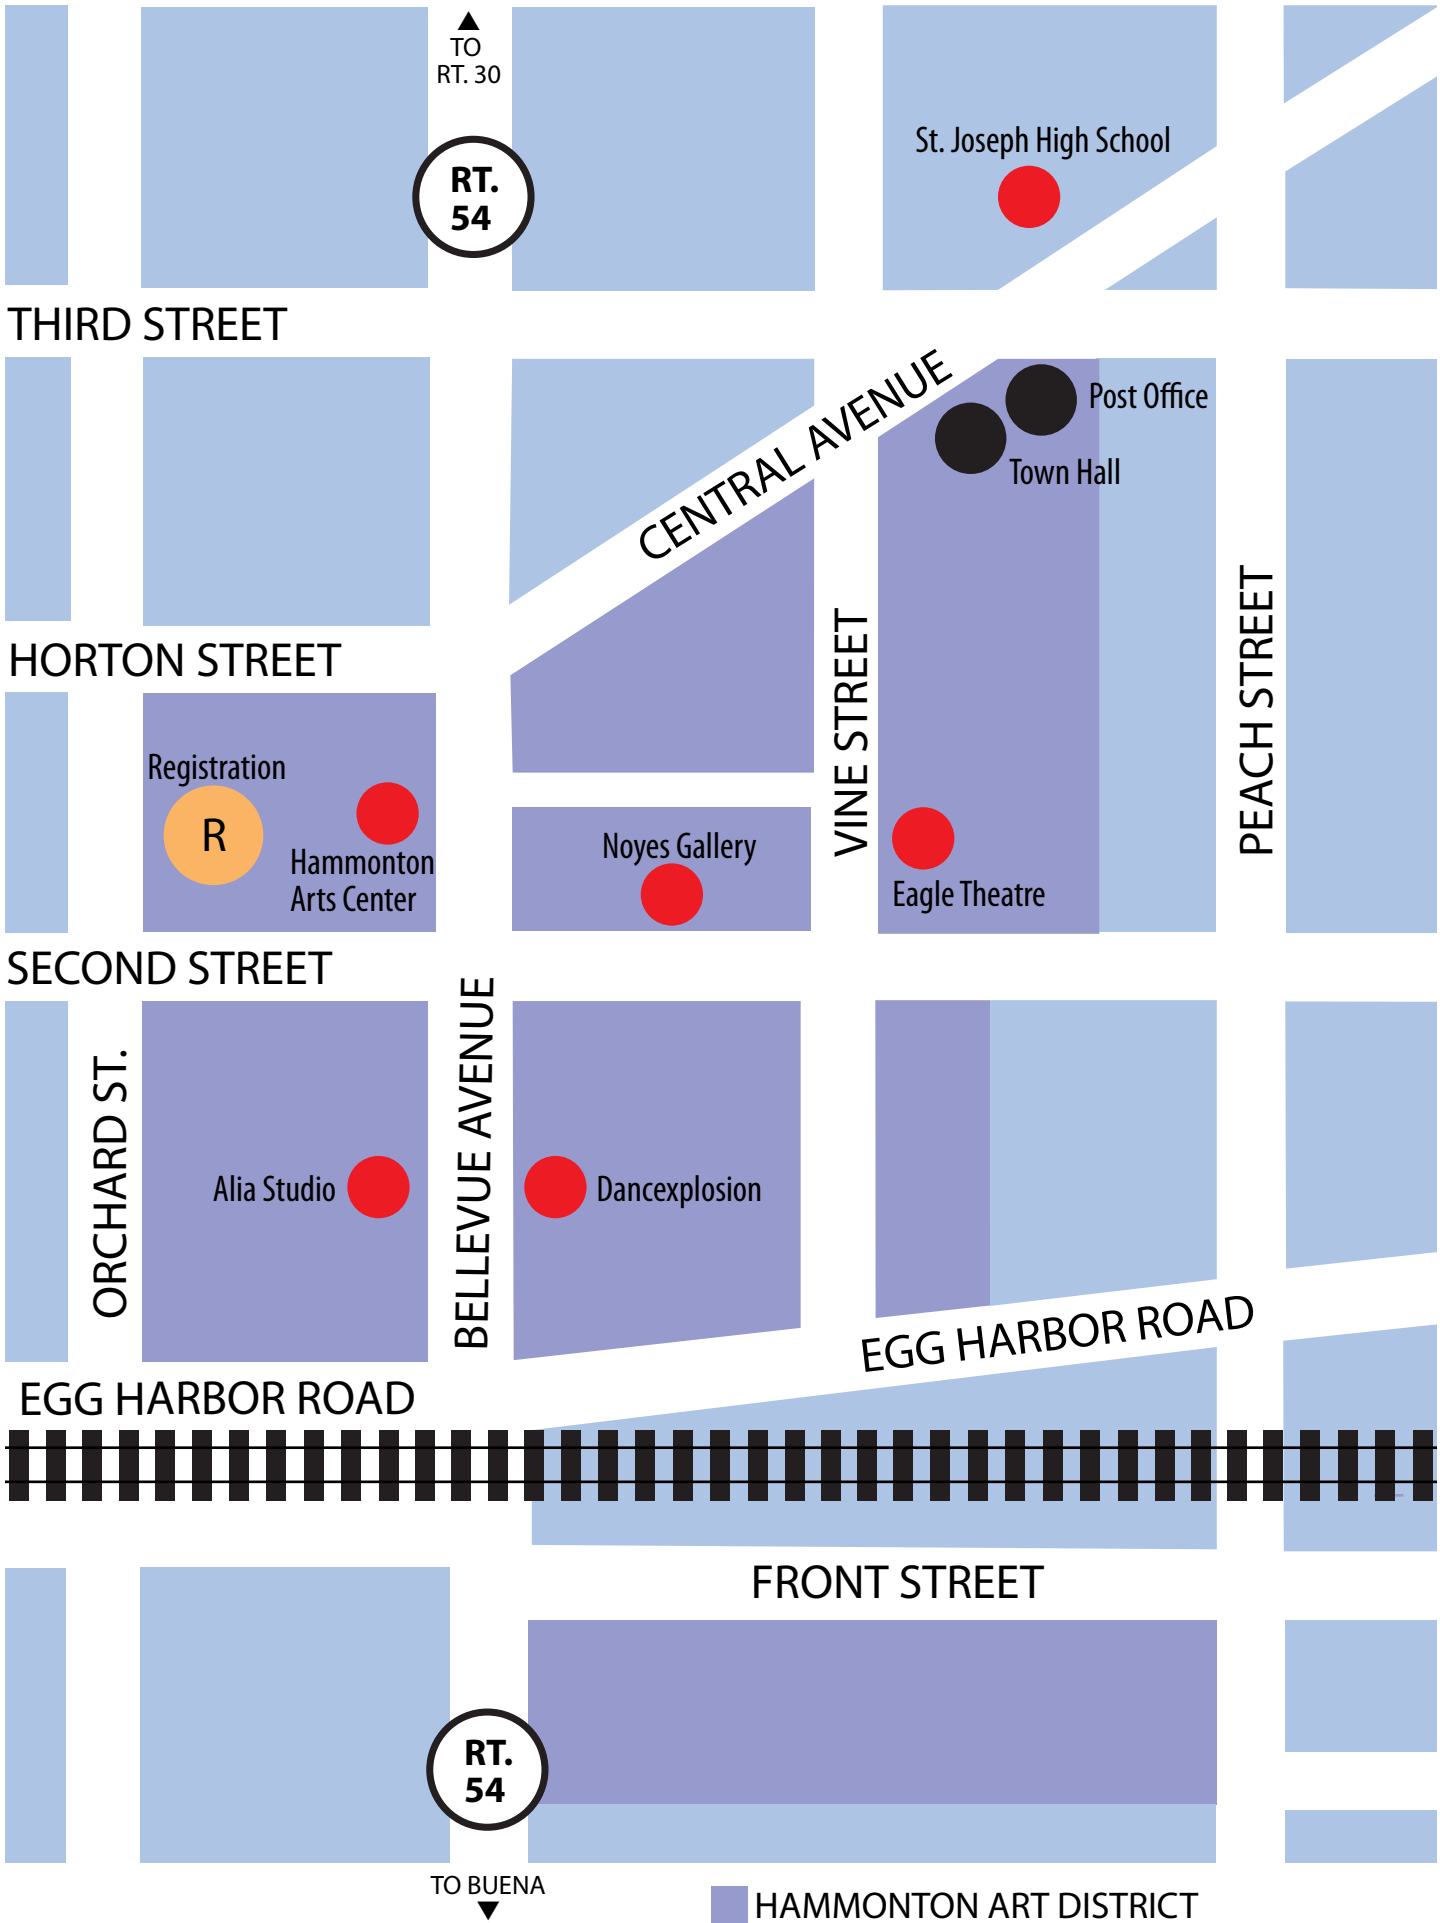 TO
RT. 30
RT.
54
St. Joseph High School
THIRD STREET
CENTRAL AVENUE
Post Office
Town Hall
HORTON STREET
VINE STREET
PEACH STREET
Registration
R
Hammonton
Arts Center
Noyes Gallery
Eagle Theatre
SECOND STREET
ORCHARD ST.
BELLEVUE AVENUE
Alia Studio
Dancexplosion
EGG HARBOR ROAD
EGG HARBOR ROAD
FRONT STREET
RT.
54
TO BUENA
HAMMONTON ART DISTRICT